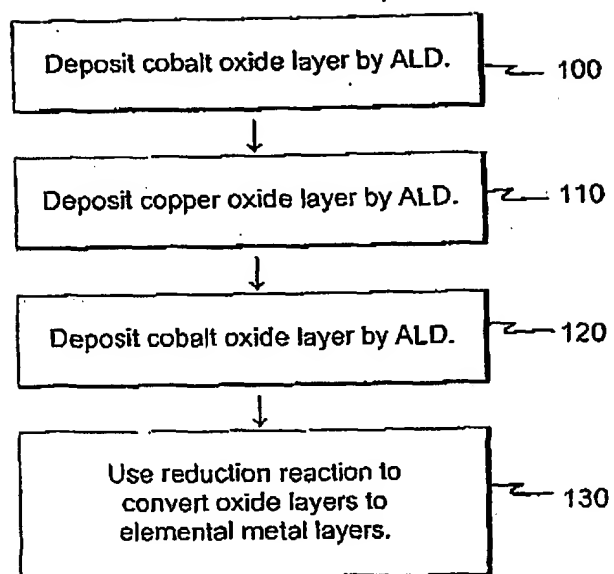 Deposit cobalt oxide layer by ALD.
100
Deposit copper oxide layer by ALD.
110
Deposit cobalt oxide layer by ALD.
120
Use reduction reaction to
convert oxide layers to
elemental metal layers.
130